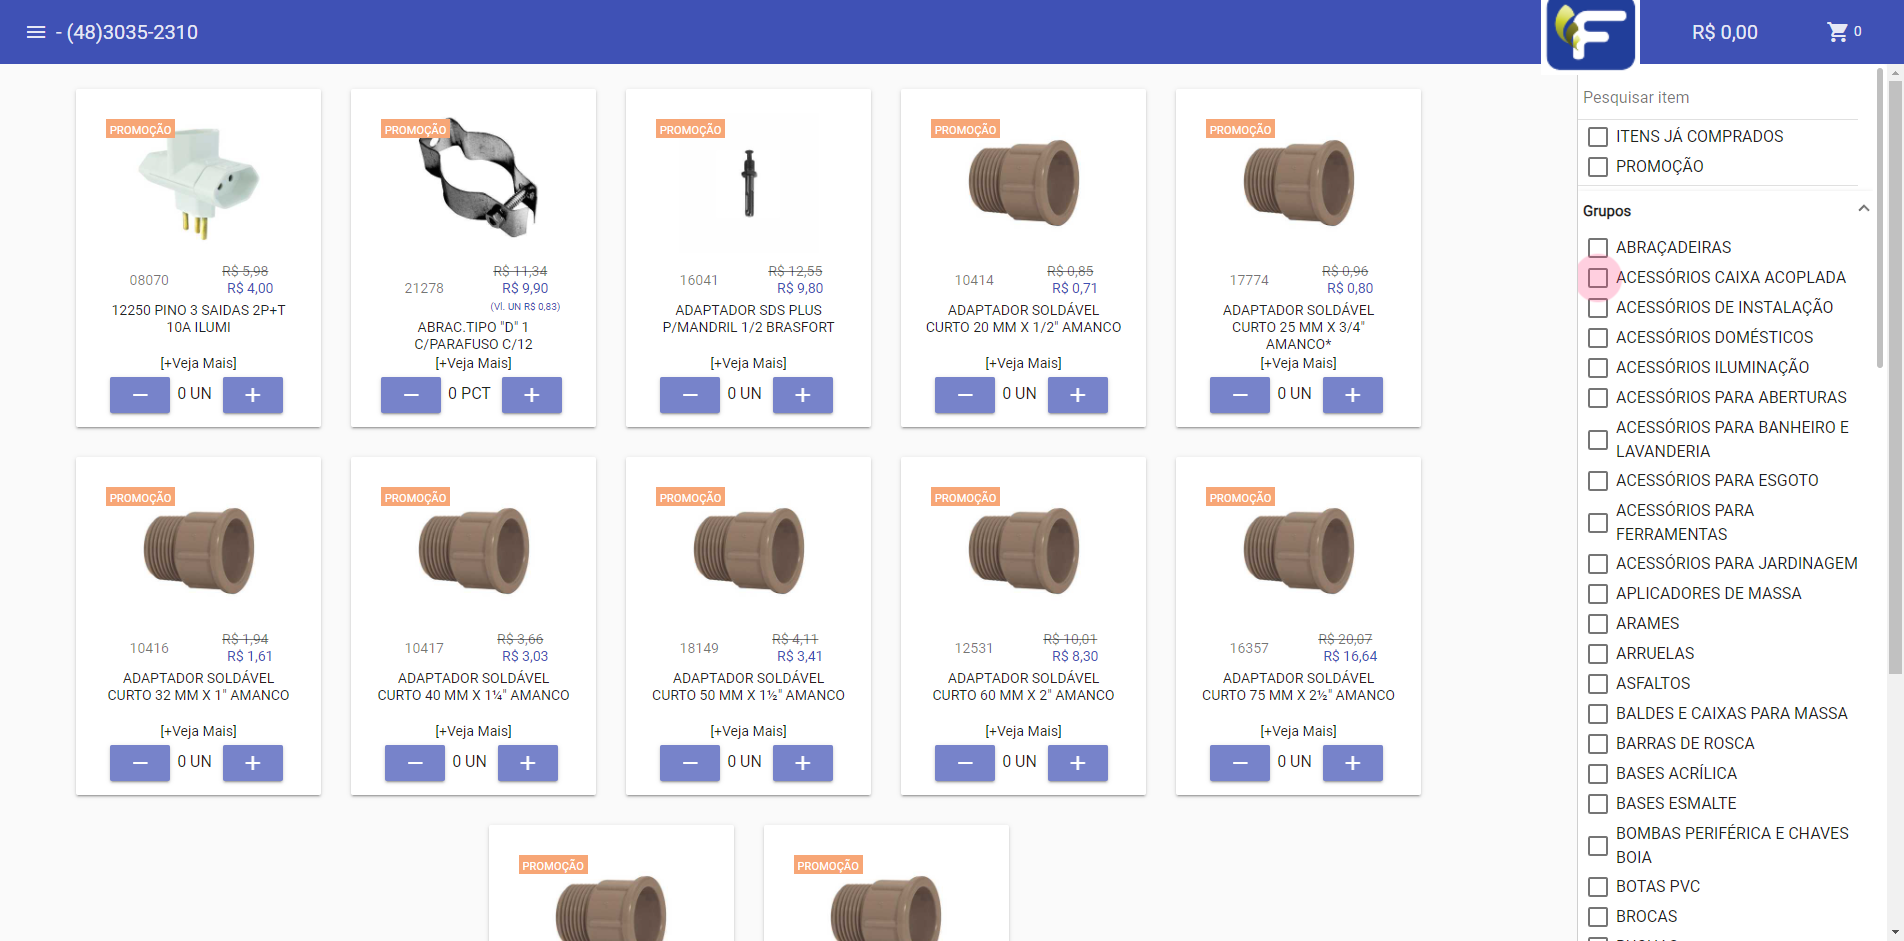 - (48)3035-2310
F
R$ 0,00
0
PROMOÇÃO
08070
R$ 5,98
R$ 4,00
12250 PINO 3 SAIDAS 2P+T
10A ILUMI
[+Veja Mais]
0 UN
PROMOÇÃO
21278
R$ 11,34
R$ 9,90
(Vl. UN R$ 0,83)
ABRAC.TIPO "D" 1
C/PARAFUSO C/12
[+Veja Mais]
0 PCT
PROMOÇÃO
16041
R$ 12,55
R$ 9,80
ADAPTADOR SDS PLUS
P/MANDRIL 1/2 BRASFORT
[+Veja Mais]
0 UN
PROMOÇÃO
10414
R$ 0,85
R$ 0,71
ADAPTADOR SOLDÁVEL
CURTO 20 MM X 1/2" AMANCO
[+Veja Mais]
0 UN
PROMOÇÃO
17774
R$ 0,96
R$ 0,80
ADAPTADOR SOLDÁVEL
CURTO 25 MM X 3/4"
AMANCO*
[+Veja Mais]
0 UN
PROMOÇÃO
10416
R$ 1,94
R$ 1,61
ADAPTADOR SOLDÁVEL
CURTO 32 MM X 1" AMANCO
[+Veja Mais]
0 UN
PROMOÇÃO
10417
R$ 3,66
R$ 3,03
ADAPTADOR SOLDÁVEL
CURTO 40 MM X 1¼" AMANCO
[+Veja Mais]
0 UN
PROMOÇÃO
18149
R$ 4,11
R$ 3,41
ADAPTADOR SOLDÁVEL
CURTO 50 MM X 1½" AMANCO
[+Veja Mais]
0 UN
PROMOÇÃO
12531
R$ 10,01
R$ 8,30
ADAPTADOR SOLDÁVEL
CURTO 60 MM X 2" AMANCO
[+Veja Mais]
0 UN
PROMOÇÃO
16357
R$ 20,07
R$ 16,64
ADAPTADOR SOLDÁVEL
CURTO 75 MM X 2½" AMANCO
[+Veja Mais]
0 UN
PROMOÇÃO
PROMOÇÃO
Pesquisar item
ITENS JÁ COMPRADOS
PROMOÇÃO
Grupos
ABRAÇADEIRAS
ACESSÓRIOS CAIXA ACOPLADA
ACESSÓRIOS DE INSTALAÇÃO
ACESSÓRIOS DOMÉSTICOS
ACESSÓRIOS ILUMINAÇÃO
ACESSÓRIOS PARA ABERTURAS
ACESSÓRIOS PARA BANHEIRO E
LAVANDERIA
ACESSÓRIOS PARA ESGOTO
ACESSÓRIOS PARA
FERRAMENTAS
ACESSÓRIOS PARA JARDINAGEM
APLICADORES DE MASSA
ARAMES
ARRUELAS
ASFALTOS
BALDES E CAIXAS PARA MASSA
BARRAS DE ROSCA
BASES ACRÍLICA
BASES ESMALTE
BOMBAS PERIFÉRICA E CHAVES
BOIA
BOTAS PVC
BROCAS